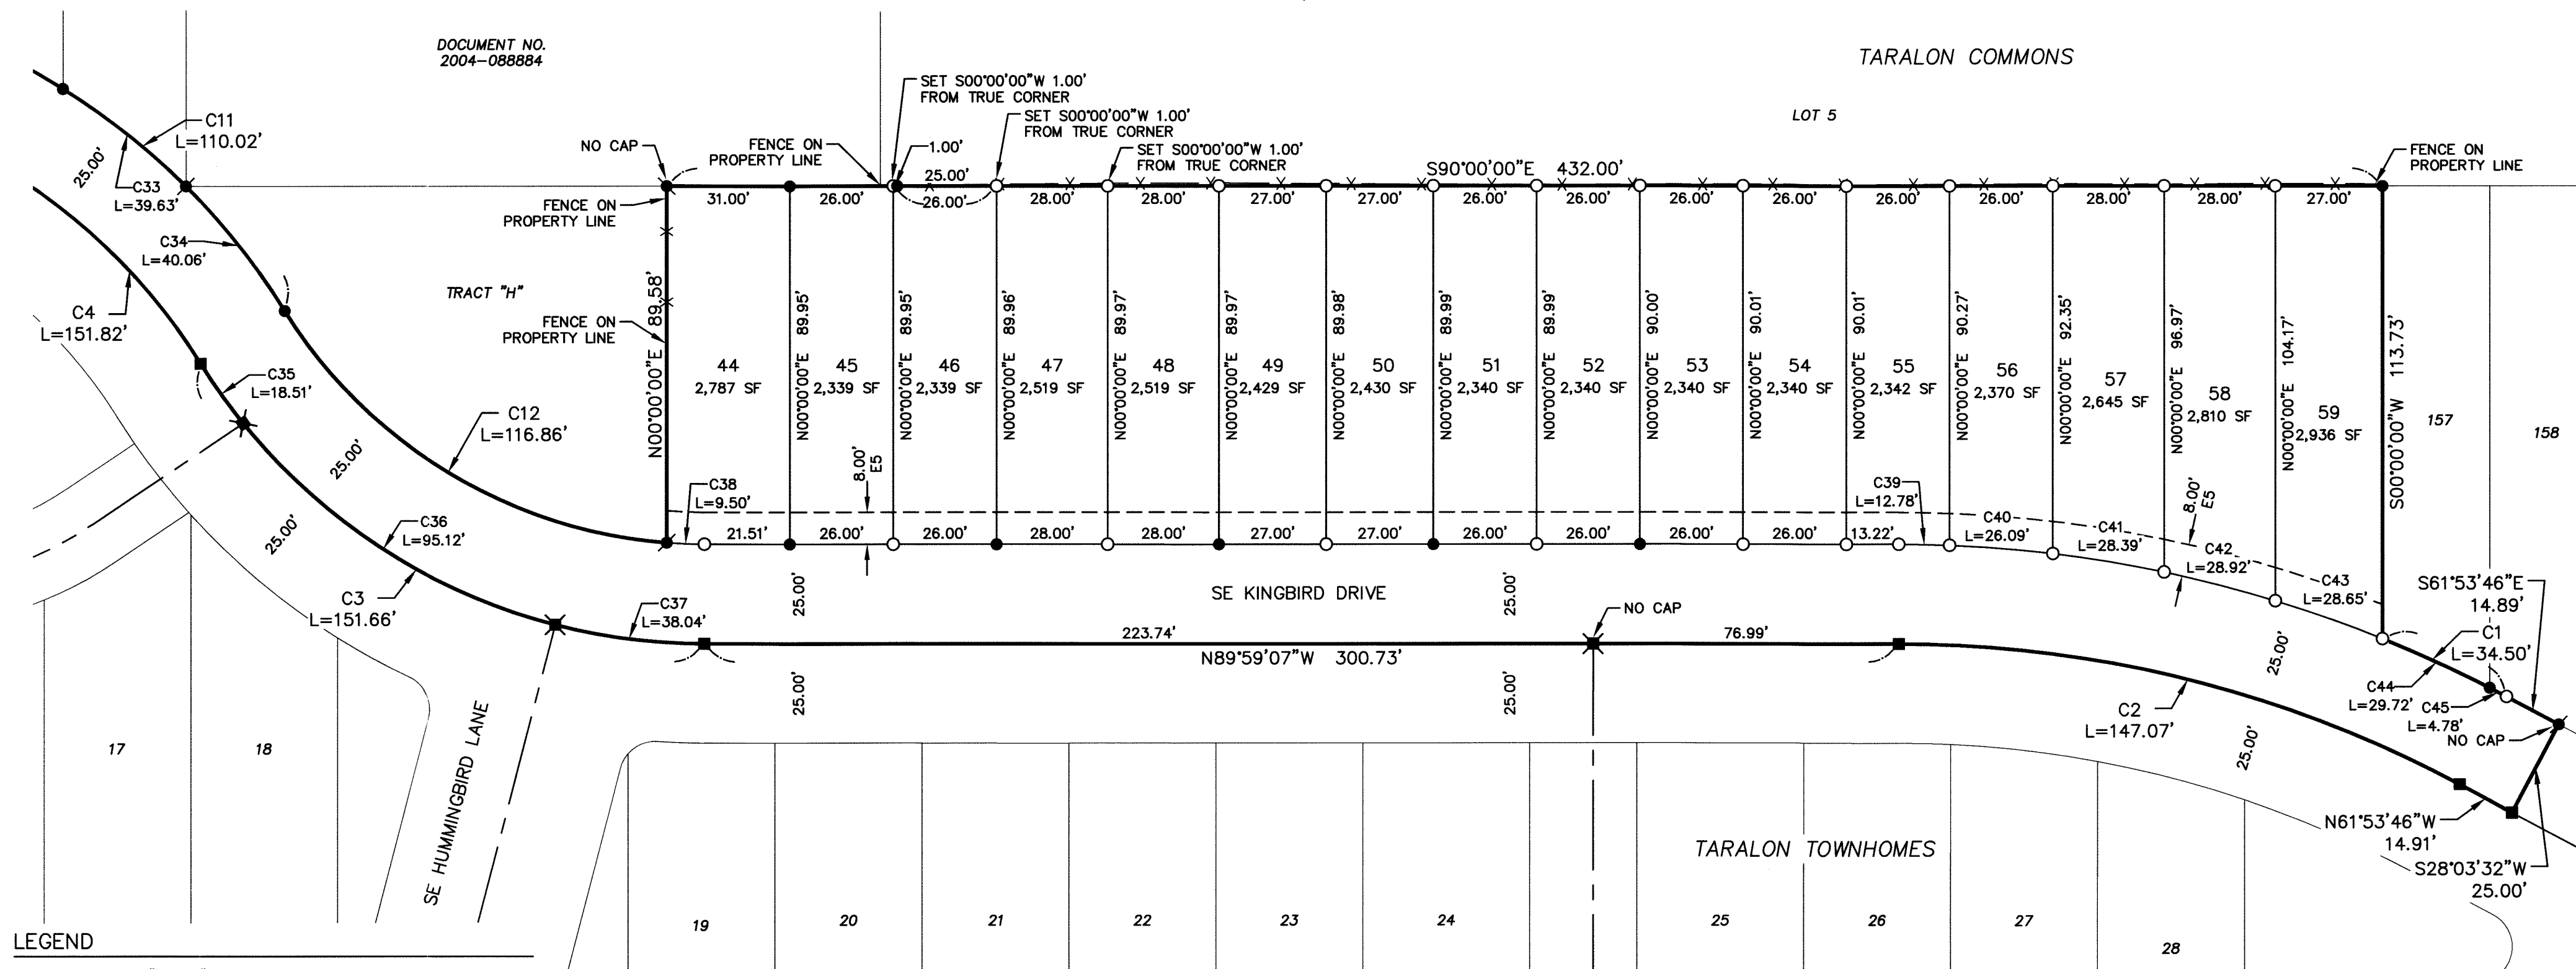 DOCUMENT NO.
2004-088884
TARALON COMMONS
LOT 5
SET S00°00'00"W 1.00'
FROM TRUE CORNER
SET S00°00'00"W 1.00'
FROM TRUE CORNER
SET S00°00'00"W 1.00'
FROM TRUE CORNER
C11
L=110.02'
25.00'
C33
L=39.63'
NO CAP
FENCE ON
PROPERTY LINE
1.00'
25.00'
S90°00'00"E 432.00'
FENCE ON
PROPERTY LINE
31.00'
26.00'
26.00'
28.00'
28.00'
27.00'
27.00'
26.00'
26.00'
26.00'
26.00'
26.00'
26.00'
28.00'
28.00'
27.00'
FENCE ON
PROPERTY LINE
C34
L=40.06'
TRACT "H"
C4
L=151.82'
FENCE ON
PROPERTY LINE
N00°00'00"E 89.58'
44
2,787 SF
N00°00'00"E 89.95'
45
2,339 SF
N00°00'00"E 89.95'
46
2,339 SF
N00°00'00"E 89.96'
47
2,519 SF
N00°00'00"E 89.97'
48
2,519 SF
N00°00'00"E 89.97'
49
2,429 SF
N00°00'00"E 89.98'
50
2,430 SF
N00°00'00"E 89.99'
51
2,340 SF
N00°00'00"E 89.99'
52
2,340 SF
N00°00'00"E 90.00'
53
2,340 SF
N00°00'00"E 90.01'
54
2,340 SF
N00°00'00"E 90.01'
55
2,342 SF
N00°00'00"E 90.27'
56
2,370 SF
N00°00'00"E 92.35'
57
2,645 SF
N00°00'00"E 96.97'
58
2,810 SF
N00°00'00"E 104.17'
59
2,936 SF
S00°00'00"W 113.73'
157
158
C35
L=18.51'
C12
L=116.86'
25.00'
25.00'
C36
L=95.12'
C38
L=9.50'
8.00'
E5
C39
L=12.78'
8.00'
E5
21.51'
26.00'
26.00'
28.00'
28.00'
27.00'
27.00'
26.00'
26.00'
26.00'
26.00'
13.22'
C40
L=26.09'
C41
L=28.39'
C42
L=28.92'
C43
L=28.65'
S61°53'46"E
14.89'
C1
L=34.50'
C3
L=151.66'
C37
L=38.04'
25.00'
SE KINGBIRD DRIVE
25.00'
NO CAP
223.74'
76.99'
N89°59'07"W 300.73'
25.00'
25.00'
25.00'
C44
L=29.72'
C45
L=4.78'
NO CAP
C2
L=147.07'
25.00'
17
18
SE HUMMINGBIRD LANE
TARALON TOWNHOMES
N61°53'46"W
14.91'
S28°03'32"W
25.00'
19
20
21
22
23
24
25
26
27
28
LEGEND